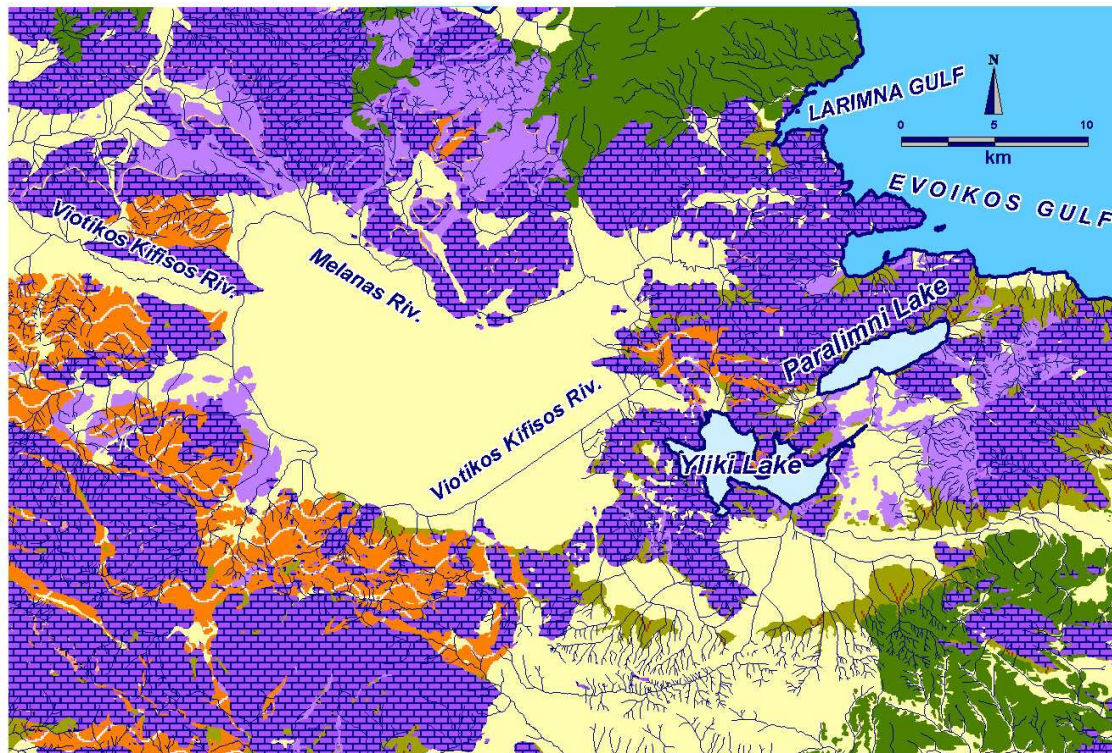 N
LARIMNA GULF
0 5 10
km
EVOIKOS GULF
Viotikos Kifisos Riv.
Melanas Riv.
Paralimni Lake
Viotikos Kifisos Riv.
Yliki Lake